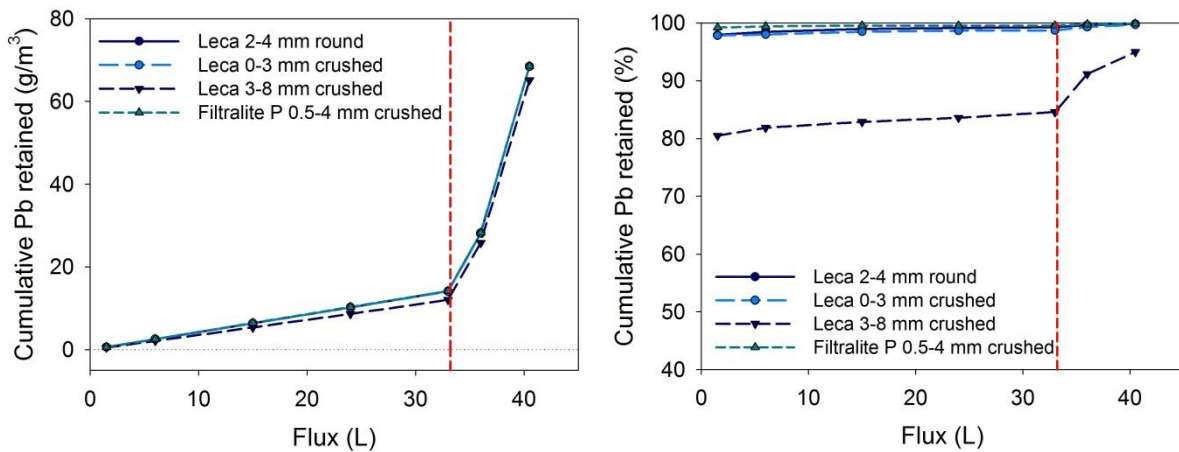 Cumulative Pb retained (g/m³)
80
60
40
20
0
Leca 2-4 mm round
Leca 0-3 mm crushed
Leca 3-8 mm crushed
Filtralite P 0.5-4 mm crushed
0 10 20 30 40
Flux (L)
Cumulative Pb retained (%)
100
90
80
70
60
50
40
Leca 2-4 mm round
Leca 0-3 mm crushed
Leca 3-8 mm crushed
Filtralite P 0.5-4 mm crushed
0 10 20 30 40
Flux (L)